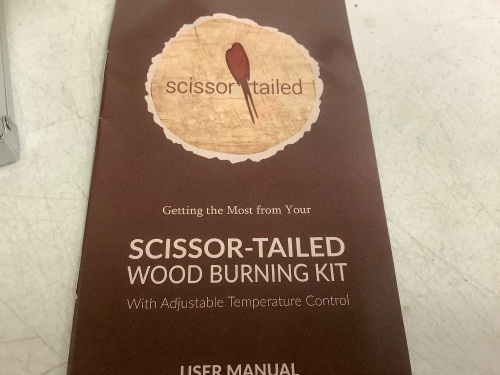 scissor tailed
Getting the Most from Your
SCISSOR-TAILED
WOOD BURNING KIT
With Adjustable Temperature Control
USER MANUAL